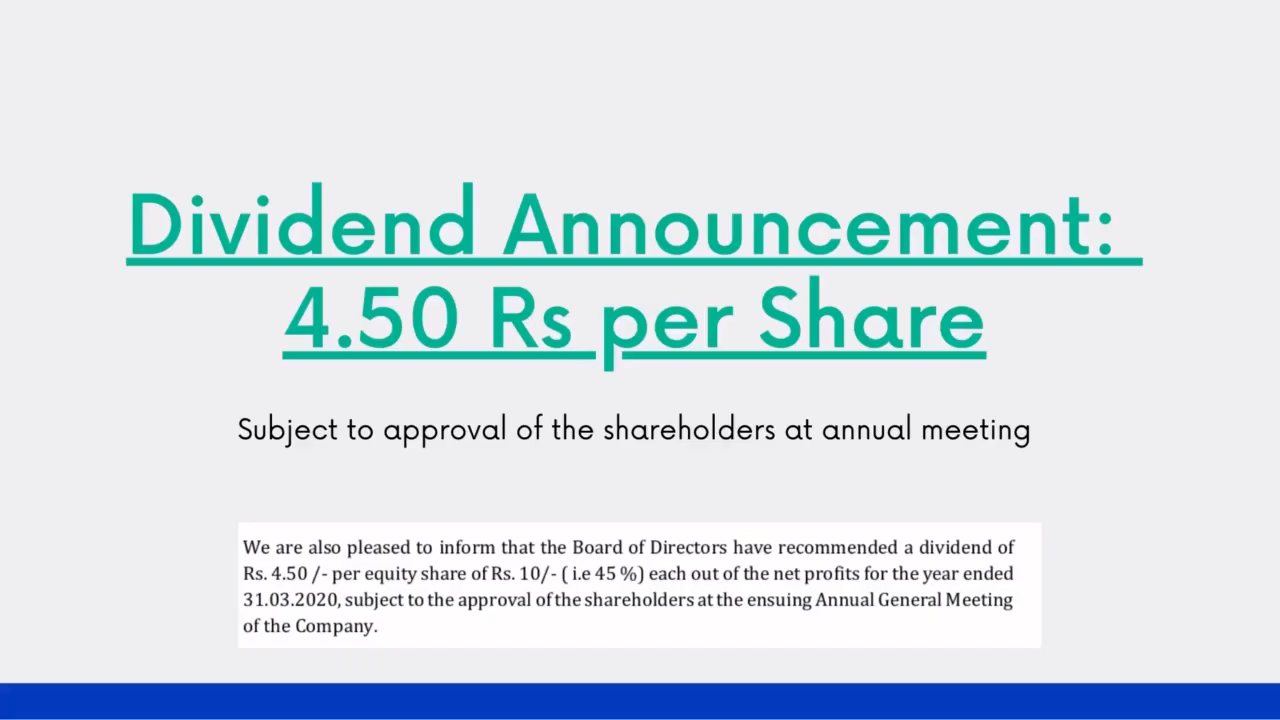 Dividend Announcement:
4.50 Rs per Share
Subject to approval of the shareholders at annual meeting
We are also pleased to inform that the Board of Directors have recommended a dividend of
Rs. 4.50 /- per equity share of Rs. 10/- ( i.e 45 %) each out of the net profits for the year ended
31.03.2020, subject to the approval of the shareholders at the ensuing Annual General Meeting
of the Company.